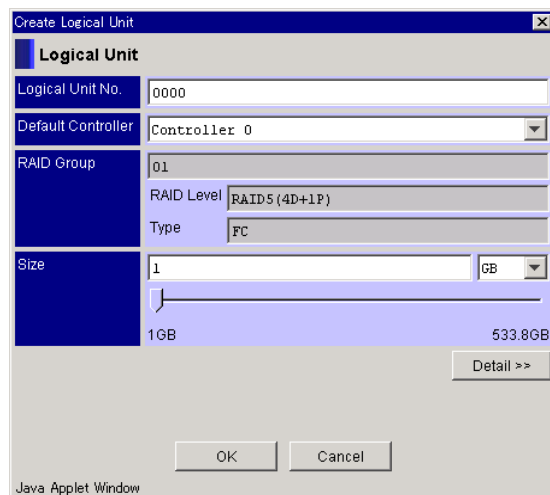 Create Logical Unit
Logical Unit
Logical Unit No. 0000
Default Controller Controller 0
RAID Group 01
RAID Level RAID5(4D+1P)
Type FC
Size 1 GB
1GB 533.8GB
Detail >>
OK Cancel
Java Applet Window